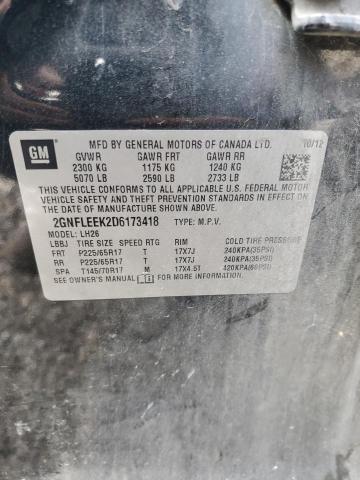 GM
MFD BY GENERAL MOTORS OF CANADA LTD. 10/12
GVWR GAWR FRT GAWR RR
2300 KG 1175 KG 1240 KG
5070 LB 2590 LB 2733 LB
THIS VEHICLE CONFORMS TO ALL APPLICABLE U.S. FEDERAL MOTOR
VEHICLE SAFETY AND THEFT PREVENTION STANDARDS IN EFFECT ON
THE DATE OF MANUFACTURE SHOWN ABOVE.
2GNFLEEK2D6173418 TYPE: M.P.V.
MODEL: LH26
LBBJ TIRE SIZE SPEED RTG RIM COLD TIRE PRESSURE
FRT P225/65R17 T 17X7J 240KPA(35PSI)
RR P225/65R17 T 17X7J 240KPA(35PSI)
SPA T145/70R17 M 17X4.5T 420KPA(60PSI)
SEE OWNER'S MANUAL FOR MORE INFORMATION